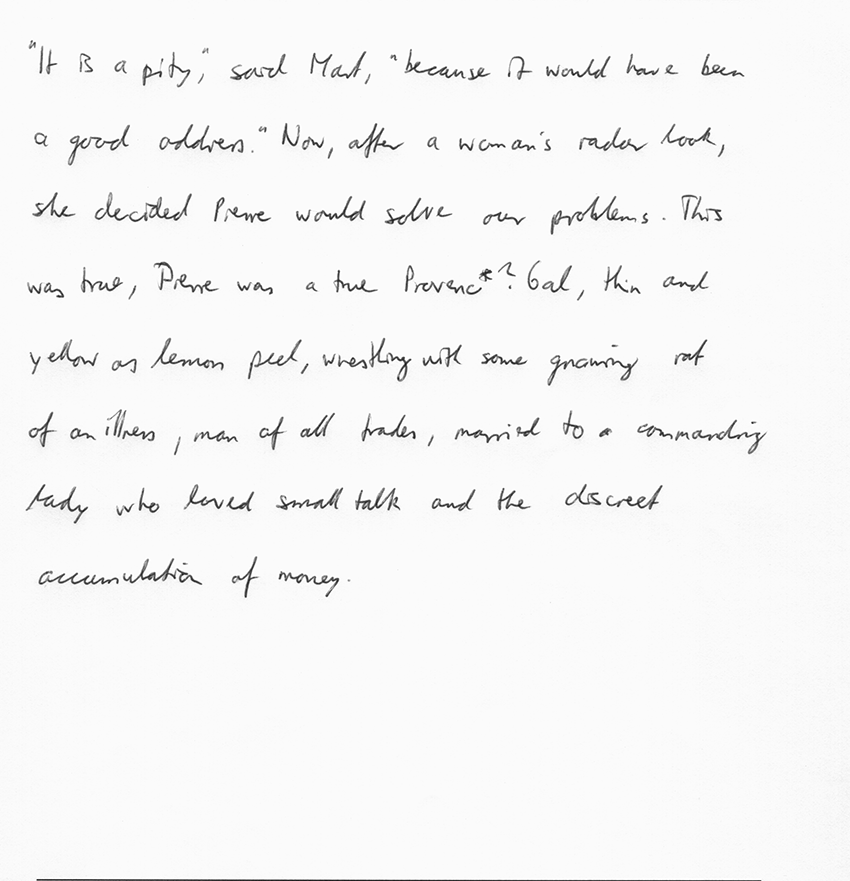 "It is a pity," said Mart, "because it would have been
a good address." Now, after a woman's radar look,
she decided Pierre would solve our problems. This
was true, Pierre was a true Provenc*? Gal, thin and
yellow as lemon peel, wrestling with some gnawing rat
of an illness, man of all trades, married to a commanding
lady who loved small talk and the discreet
accumulation of money.